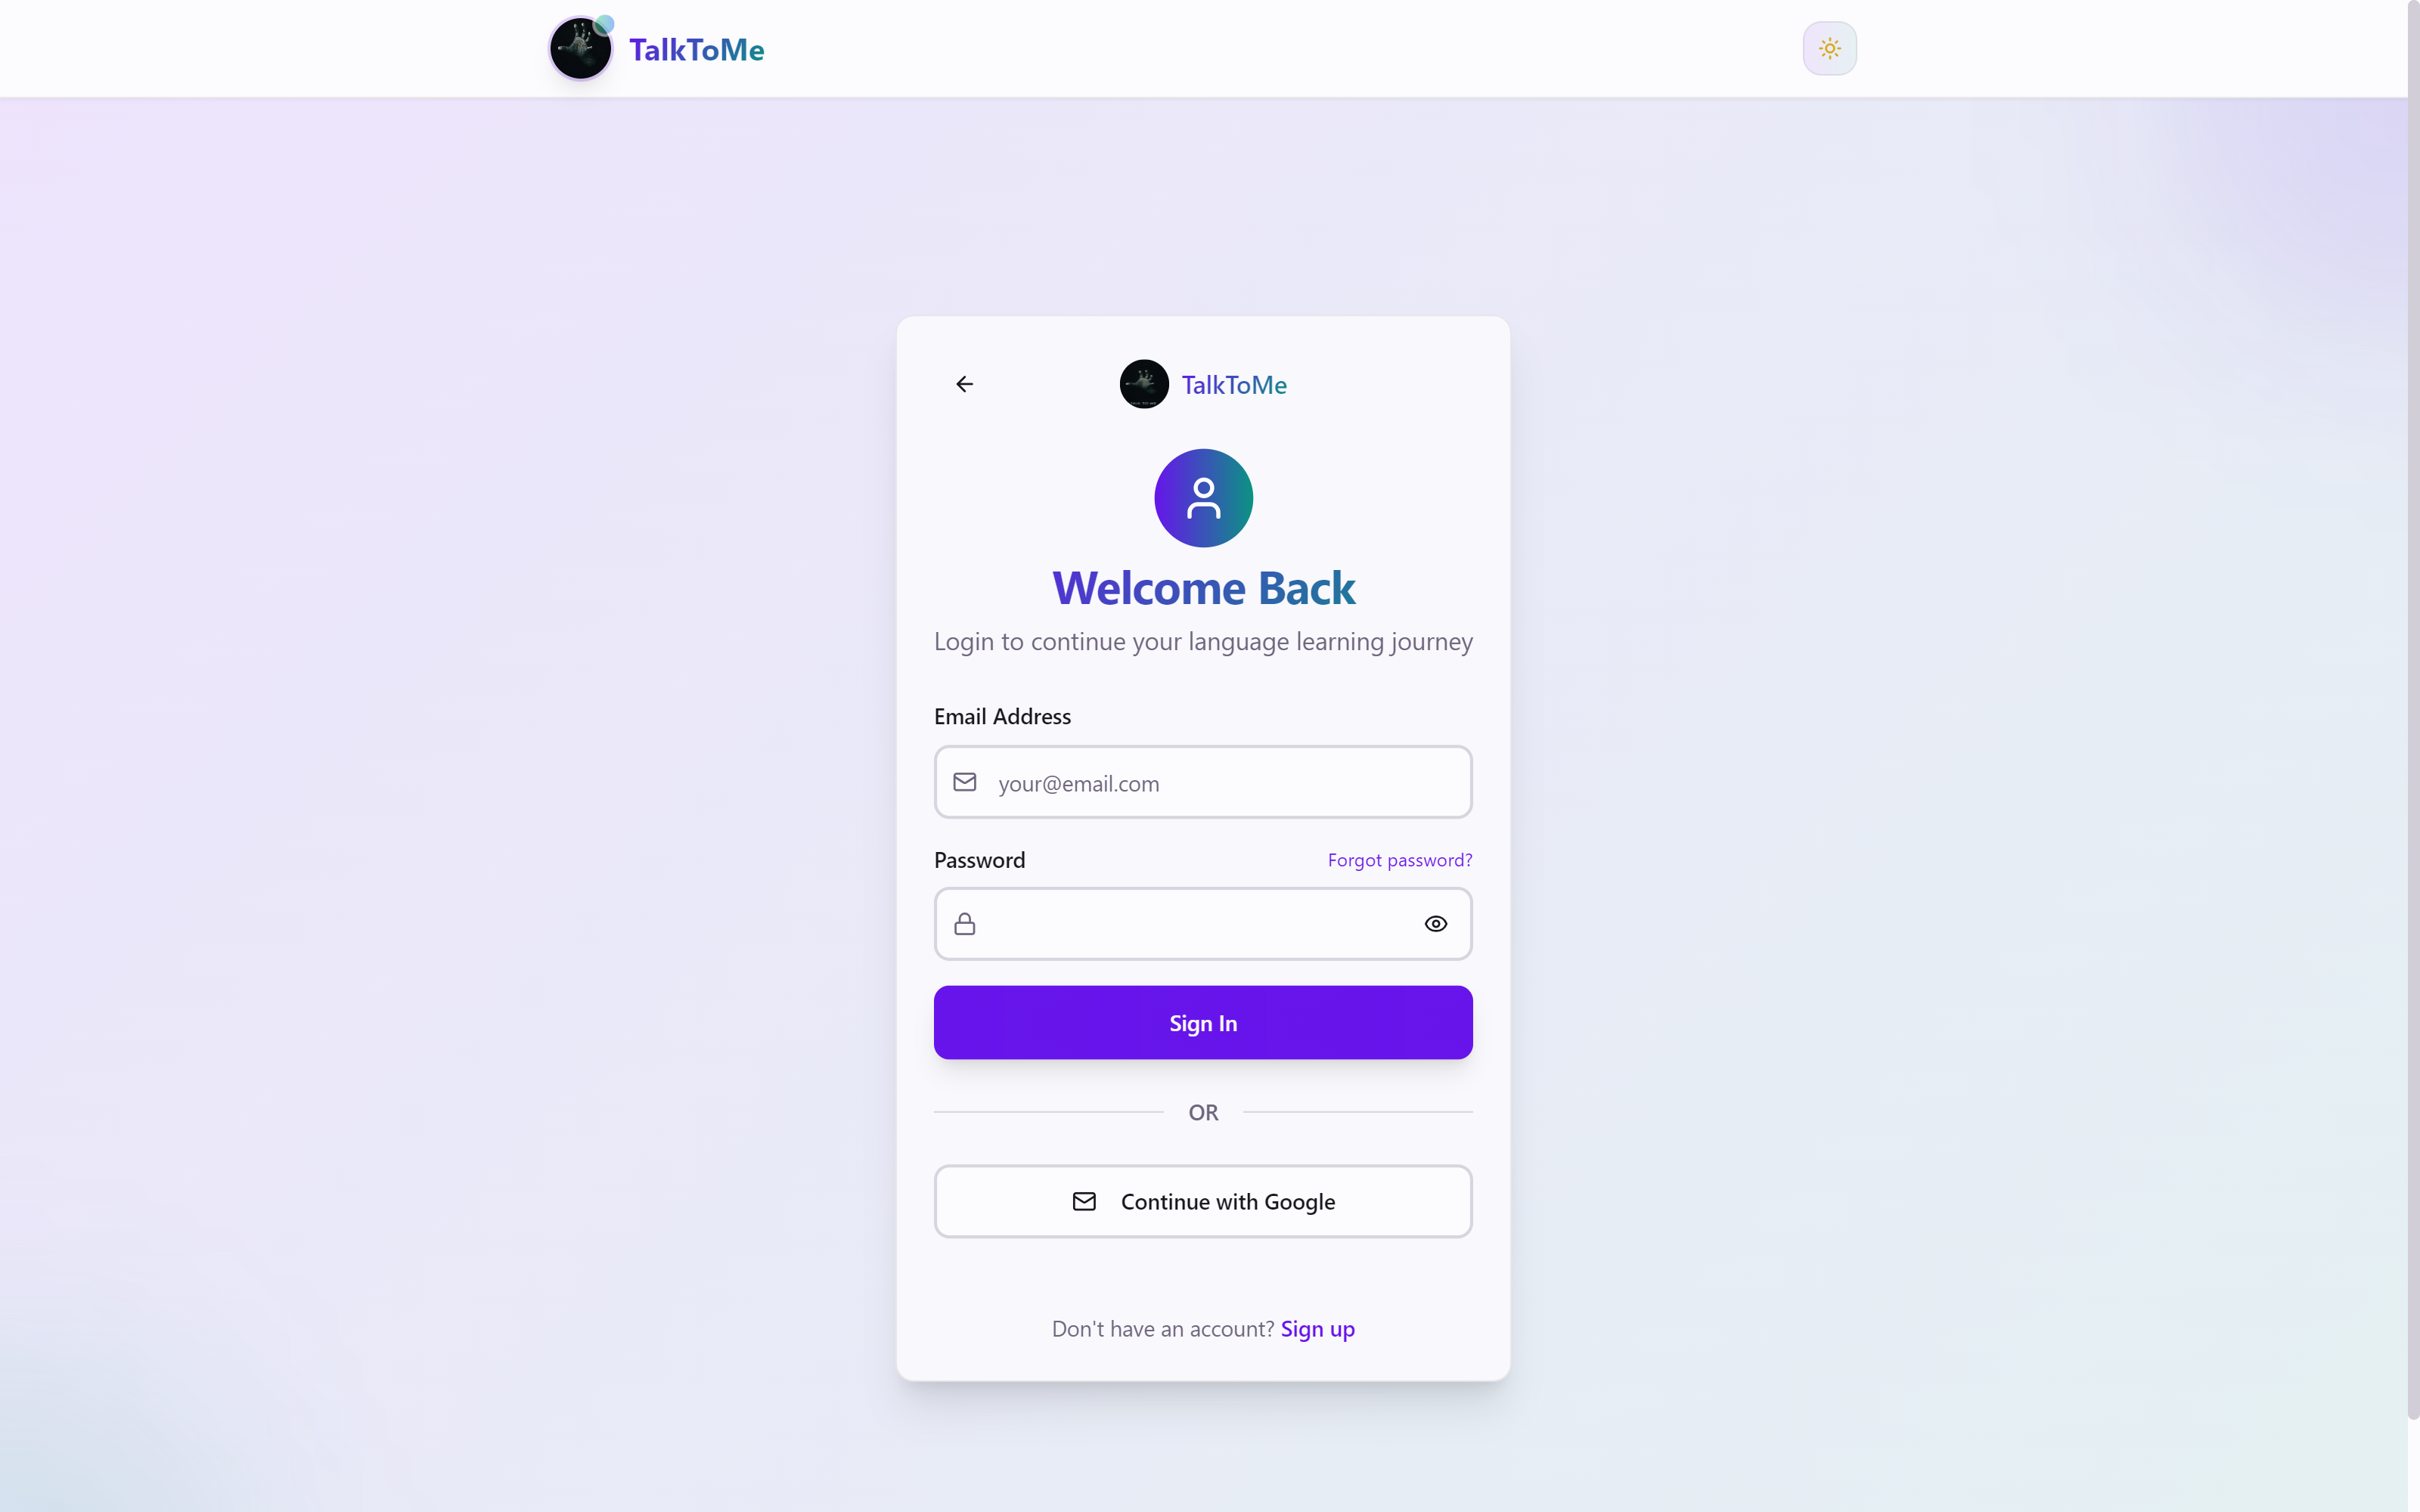 TalkToMe
TalkToMe
Welcome Back
Login to continue your language learning journey
Email Address
your@email.com
Password
Forgot password?
Sign In
OR
Continue with Google
Don't have an account? Sign up